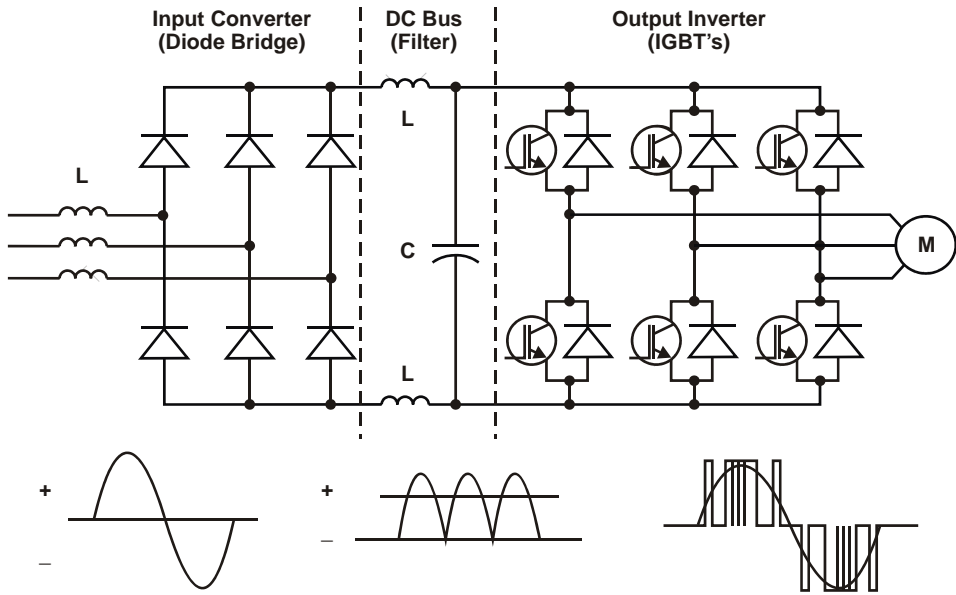 Input Converter
(Diode Bridge)
DC Bus
(Filter)
Output Inverter
(IGBT's)
L
L
C
M
L
+
–
+
–